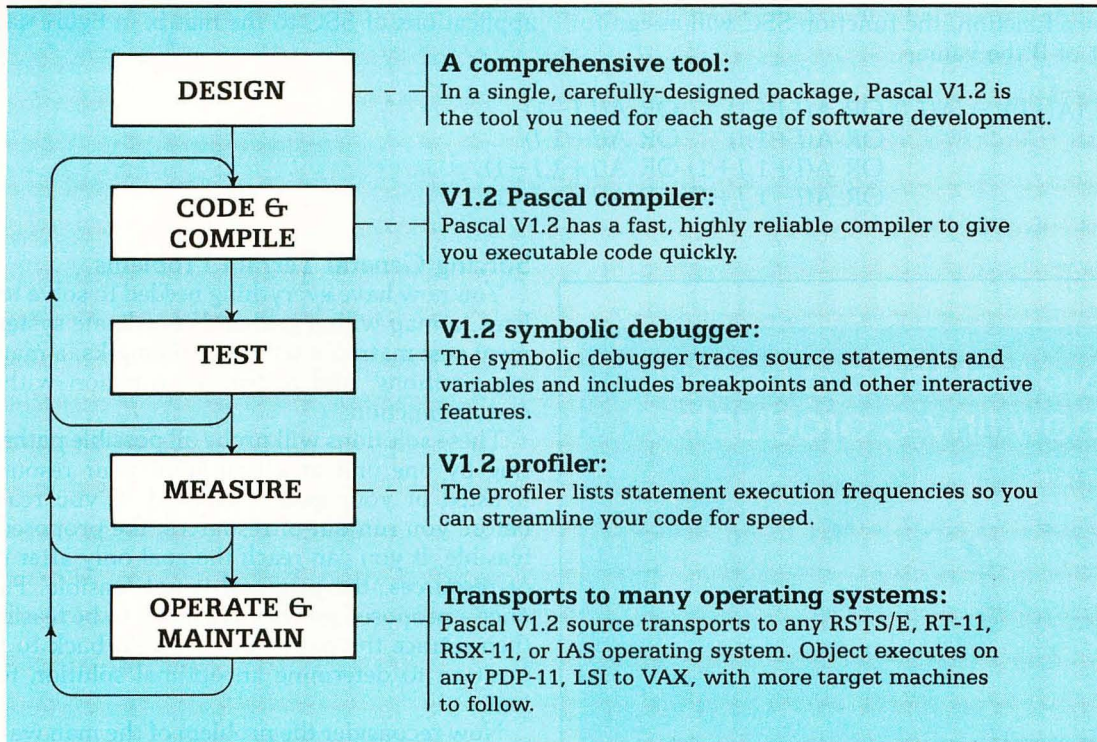 DESIGN
A comprehensive tool:
In a single, carefully-designed package, Pascal V1.2 is
the tool you need for each stage of software development.
CODE &
COMPILE
V1.2 Pascal compiler:
Pascal V1.2 has a fast, highly reliable compiler to give
you executable code quickly.
TEST
V1.2 symbolic debugger:
The symbolic debugger traces source statements and
variables and includes breakpoints and other interactive
features.
MEASURE
V1.2 profiler:
The profiler lists statement execution frequencies so you
can streamline your code for speed.
OPERATE &
MAINTAIN
Transports to many operating systems:
Pascal V1.2 source transports to any RSTS/E, RT-11,
RSX-11, or IAS operating system. Object executes on
any PDP-11, LSI to VAX, with more target machines
to follow.